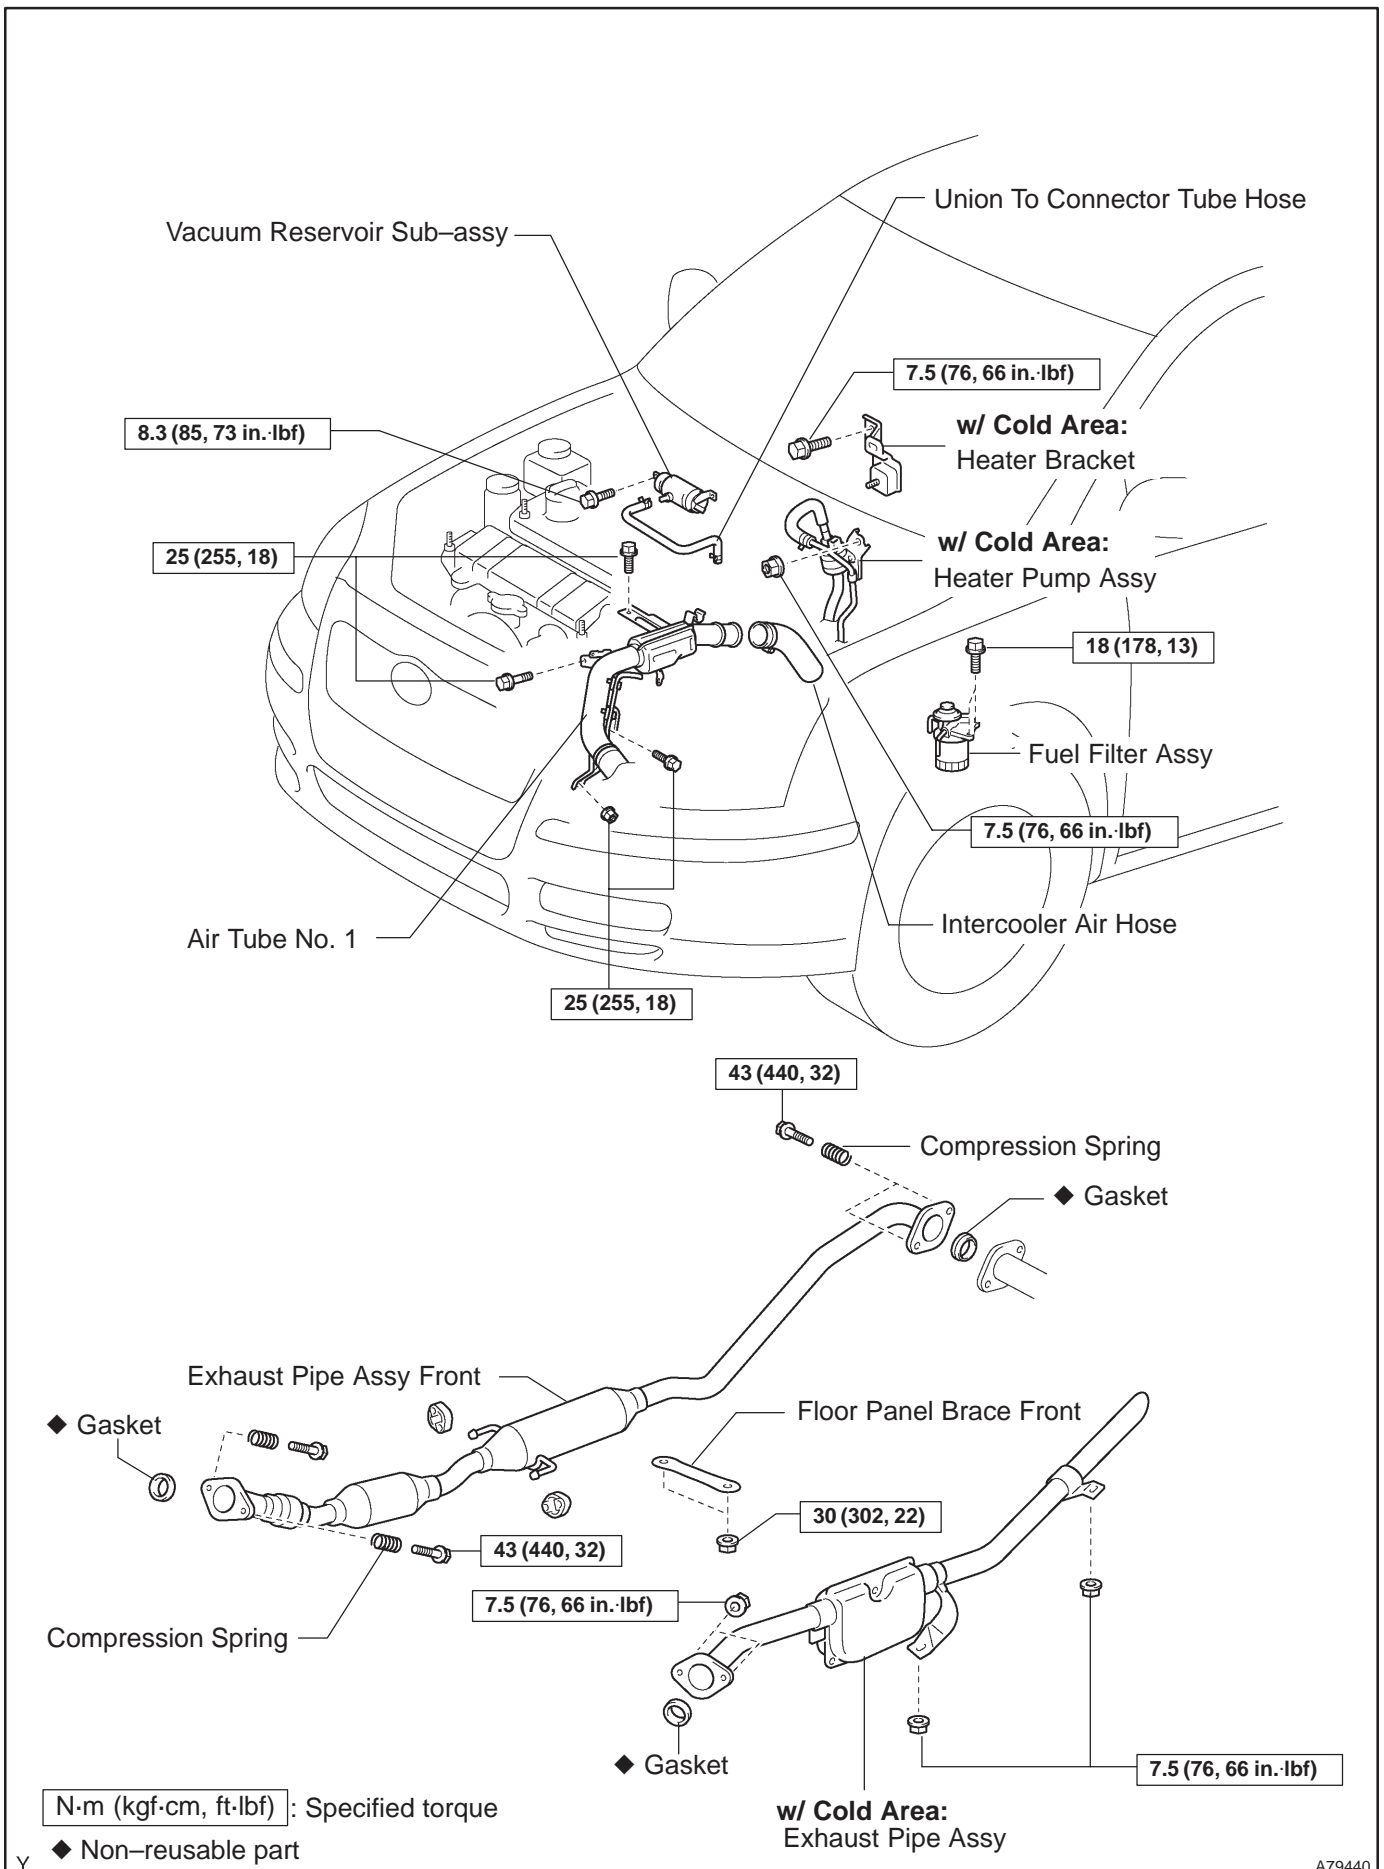 Union To Connector Tube Hose
Vacuum Reservoir Sub–assy
7.5 (76, 66 in.·lbf)
8.3 (85, 73 in.·lbf)
w/ Cold Area:
Heater Bracket
25 (255, 18)
w/ Cold Area:
Heater Pump Assy
18 (178, 13)
Fuel Filter Assy
7.5 (76, 66 in.·lbf)
Air Tube No. 1
Intercooler Air Hose
25 (255, 18)
43 (440, 32)
Compression Spring
◆ Gasket
Exhaust Pipe Assy Front
◆ Gasket
Floor Panel Brace Front
30 (302, 22)
43 (440, 32)
7.5 (76, 66 in.·lbf)
Compression Spring
◆ Gasket
7.5 (76, 66 in.·lbf)
N·m (kgf·cm, ft·lbf) : Specified torque
w/ Cold Area:
Exhaust Pipe Assy
◆ Non–reusable part
Y
A79440